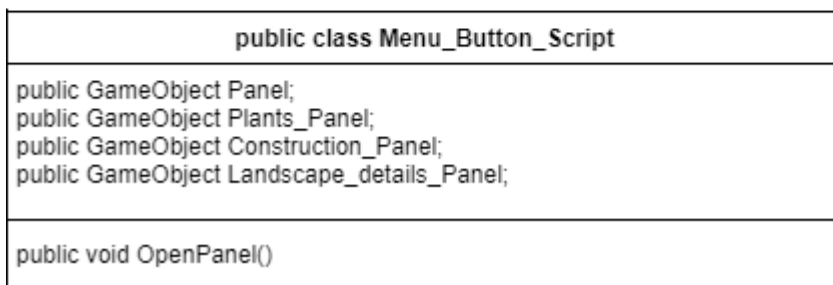 public class Menu_Button_Script
public GameObject Panel;
public GameObject Plants_Panel;
public GameObject Construction_Panel;
public GameObject Landscape_details_Panel;
public void OpenPanel()